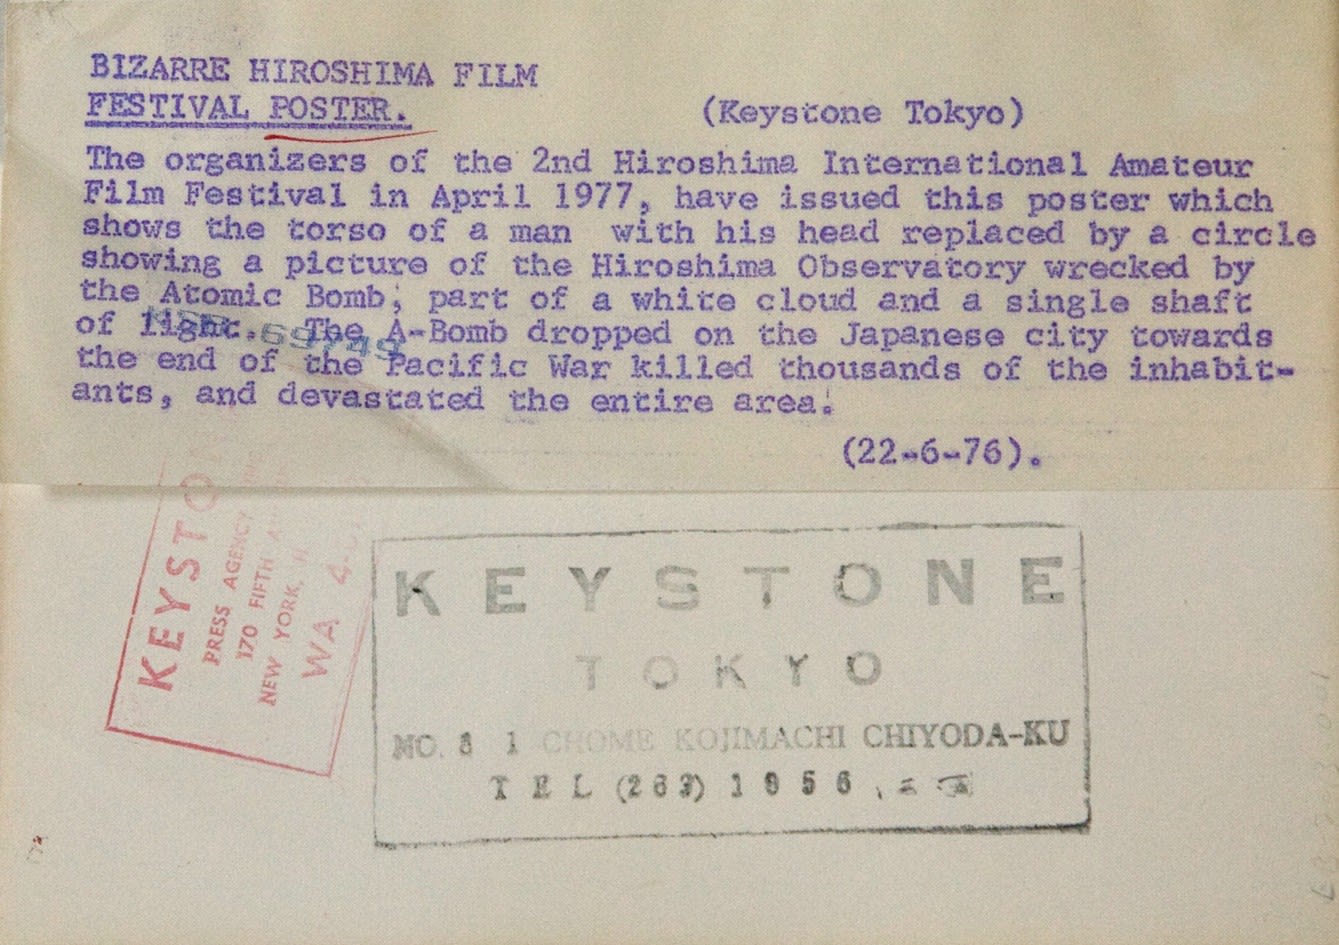 BIZARRE HIROSHIMA FILM
FESTIVAL POSTER. (Keystone Tokyo)
The organizers of the 2nd Hiroshima International Amateur
Film Festival in April 1977, have issued this poster which
shows the torso of a man with his head replaced by a circle
showing a picture of the Hiroshima Observatory wrecked by
the Atomic Bomb, part of a white cloud and a single shaft
of light. The A-Bomb dropped on the Japanese city towards
the end of the Pacific War killed thousands of the inhabit-
ants, and devastated the entire area.
(22-6-76).
KEYSTO
PRESS AGENCY
170 FIFTH
NEW YORK,
WA
KEYSTONE
TOKYO
NO. 8 1 CHOME KOJIMACHI CHIYODA-KU
TEL